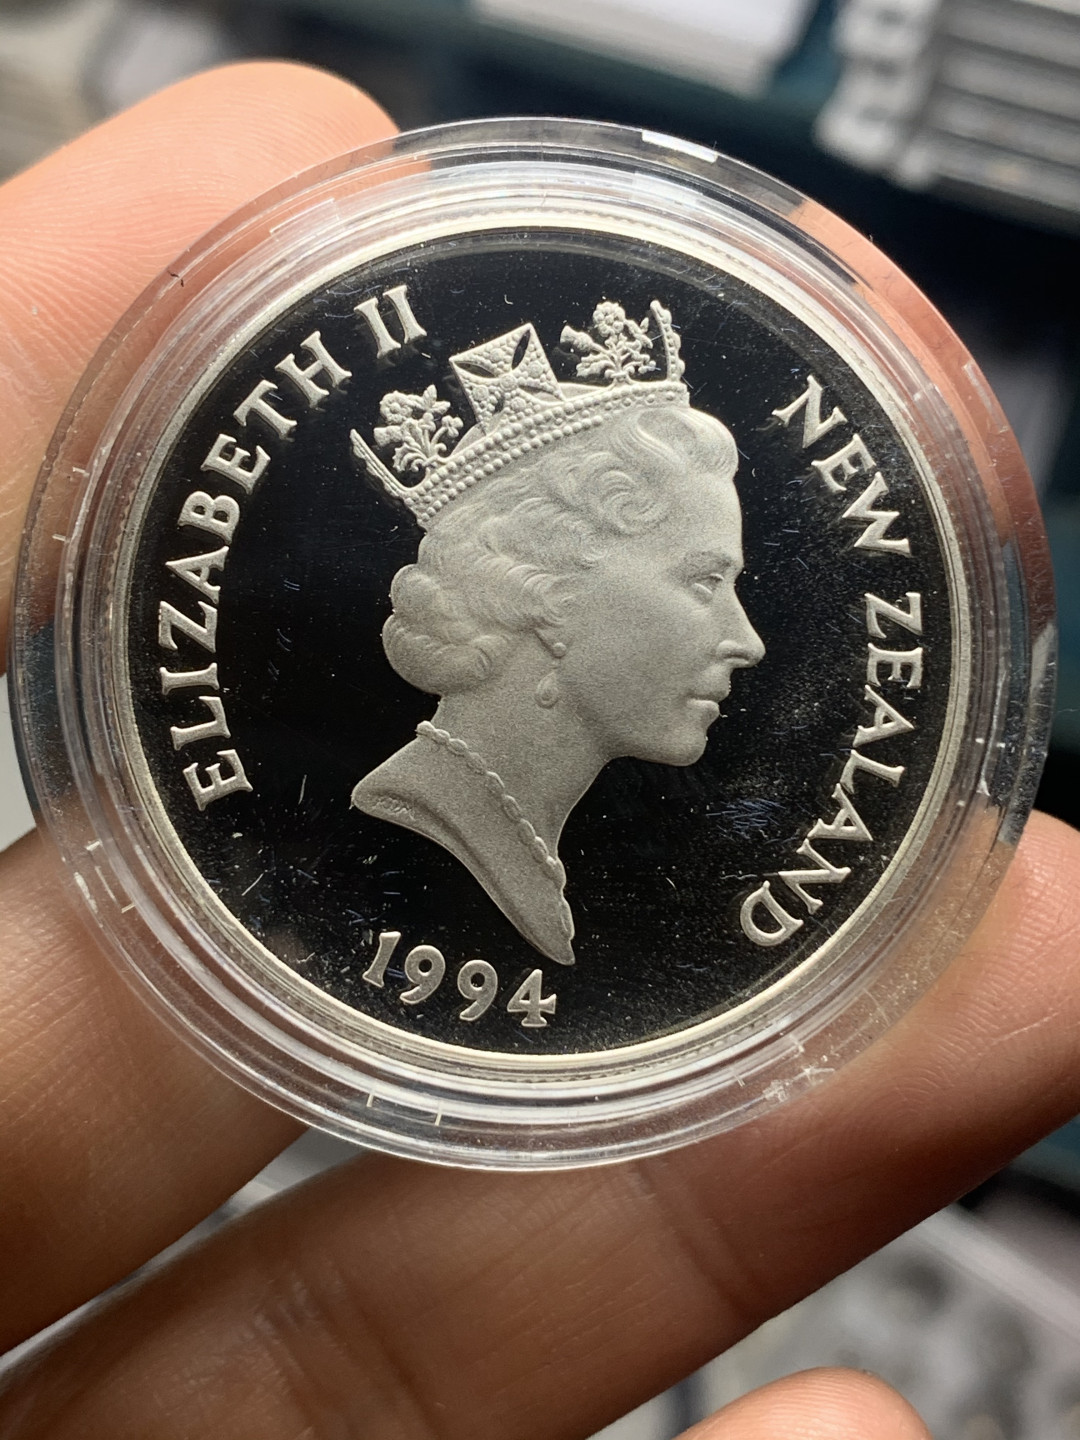 ELIZABETH II
NEW ZEALAND
1994